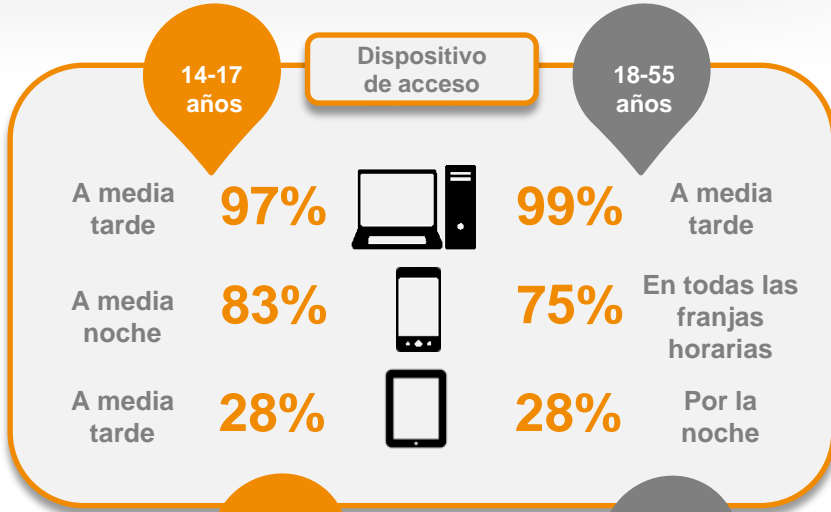 14-17
años
Dispositivo
de acceso
18-55
años
A media
tarde
97%
99%
A media
tarde
A media
noche
83%
75%
En todas las
franjas
horarias
A media
tarde
28%
28%
Por la
noche